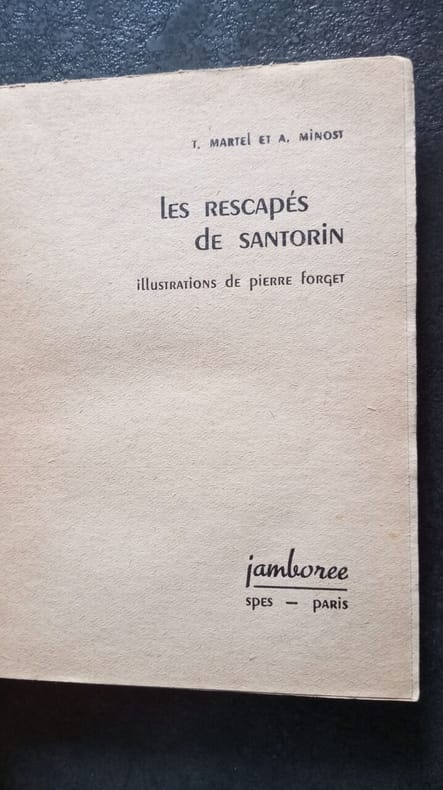 T. MARTEL ET A. MINOST
LES RESCAPÉS
DE SANTORIN
ILLUSTRATIONS DE PIERRE FORGET
jamboree
SPES — PARIS